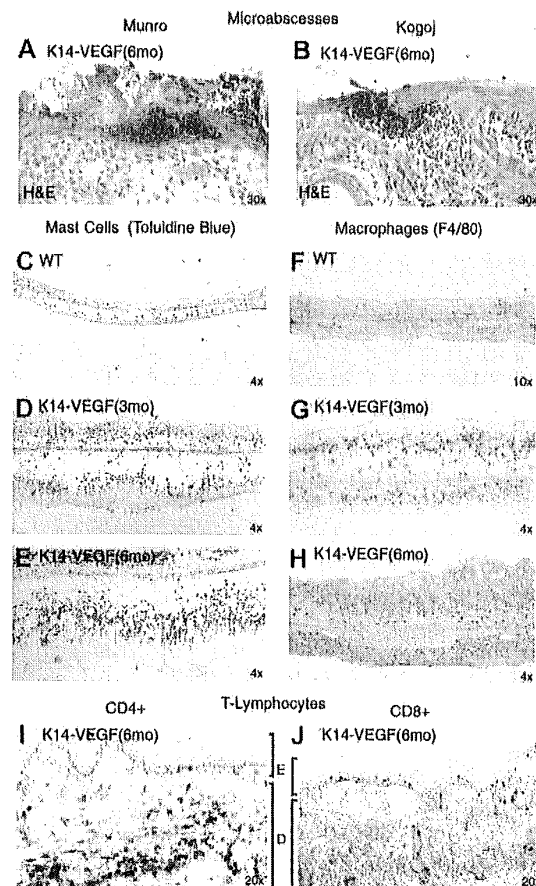 Microabscesses
Munro
Kogoj
A K14-VEGF(6mo)
B K14-VEGF(6mo)
H&E
30x
H&E
30x
Mast Cells (Toluidine Blue)
Macrophages (F4/80)
C WT
F WT
4x
10x
D K14-VEGF(3mo)
G K14-VEGF(3mo)
4x
4x
E K14-VEGF(6mo)
H K14-VEGF(6mo)
4x
4x
T-Lymphocytes
CD4+
CD8+
I K14-VEGF(6mo)
J K14-VEGF(6mo)
E
D
20x
20